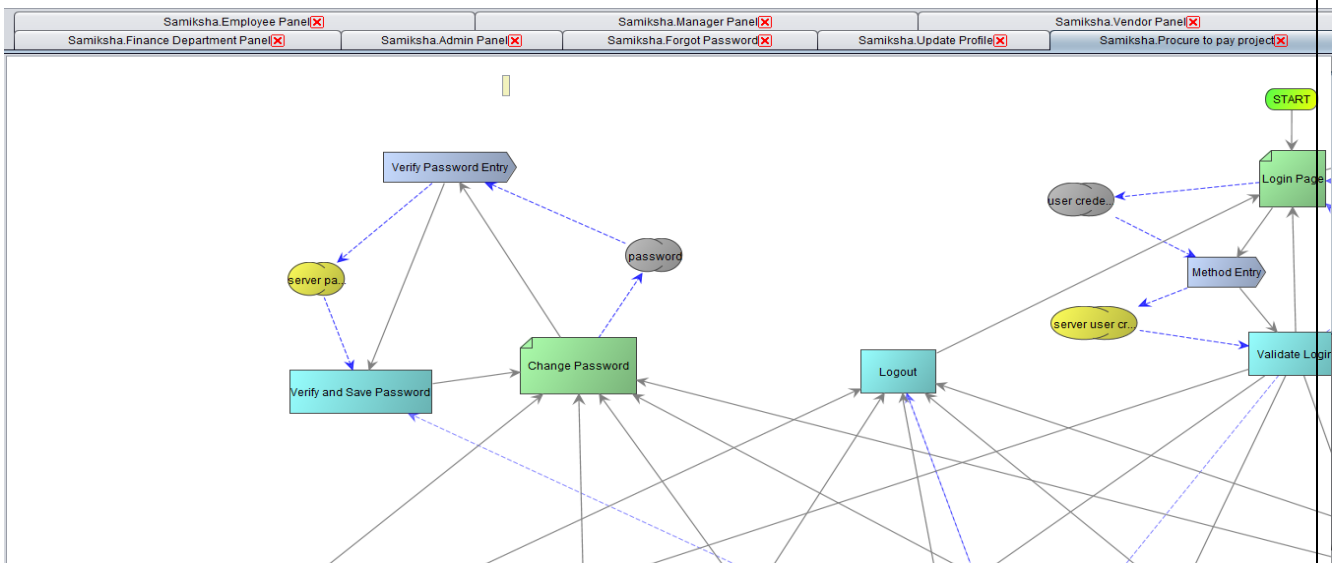 Samiksha.Employee Panel
Samiksha.Manager Panel
Samiksha.Vendor Panel
Samiksha.Finance Department Panel
Samiksha.Admin Panel
Samiksha.Forgot Password
Samiksha.Update Profile
Samiksha.Procure to pay project
START
Verify Password Entry
Login Page
user crede...
password
Method Entry
server pa...
server user cr...
Validate Login
Change Password
Logout
Verify and Save Password